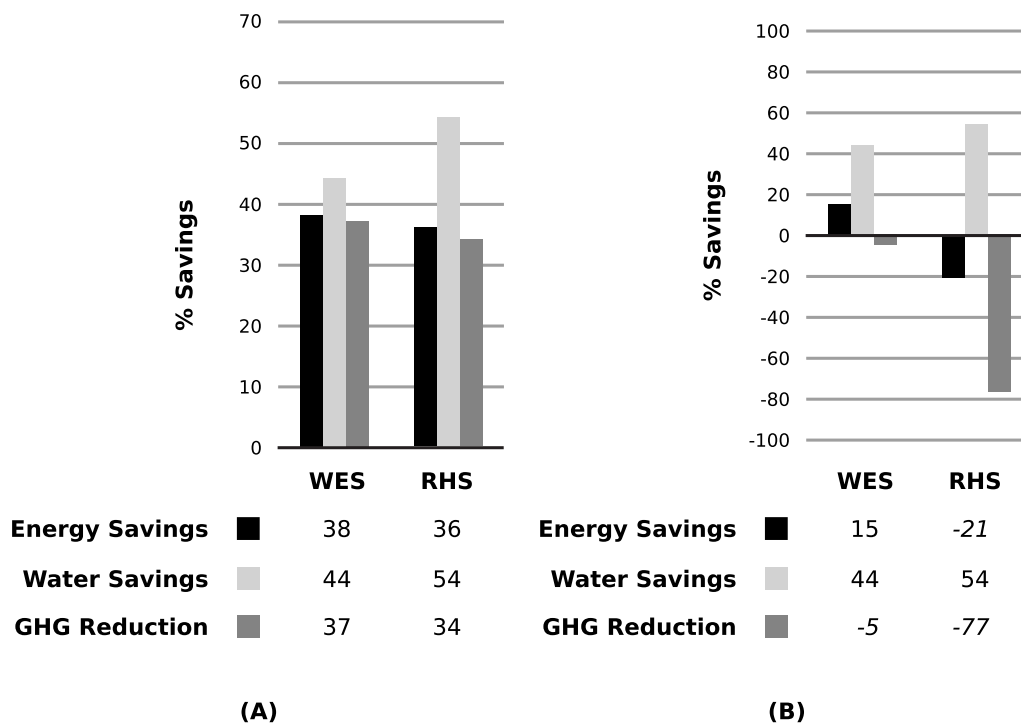 70
60
50
40
30
20
10
0
% Savings
WES RHS
Energy Savings 38 36
Water Savings 44 54
GHG Reduction 37 34
(A)
100
80
60
40
20
0
-20
-40
-60
-80
-100
% Savings
WES RHS
Energy Savings 15 -21
Water Savings 44 54
GHG Reduction -5 -77
(B)